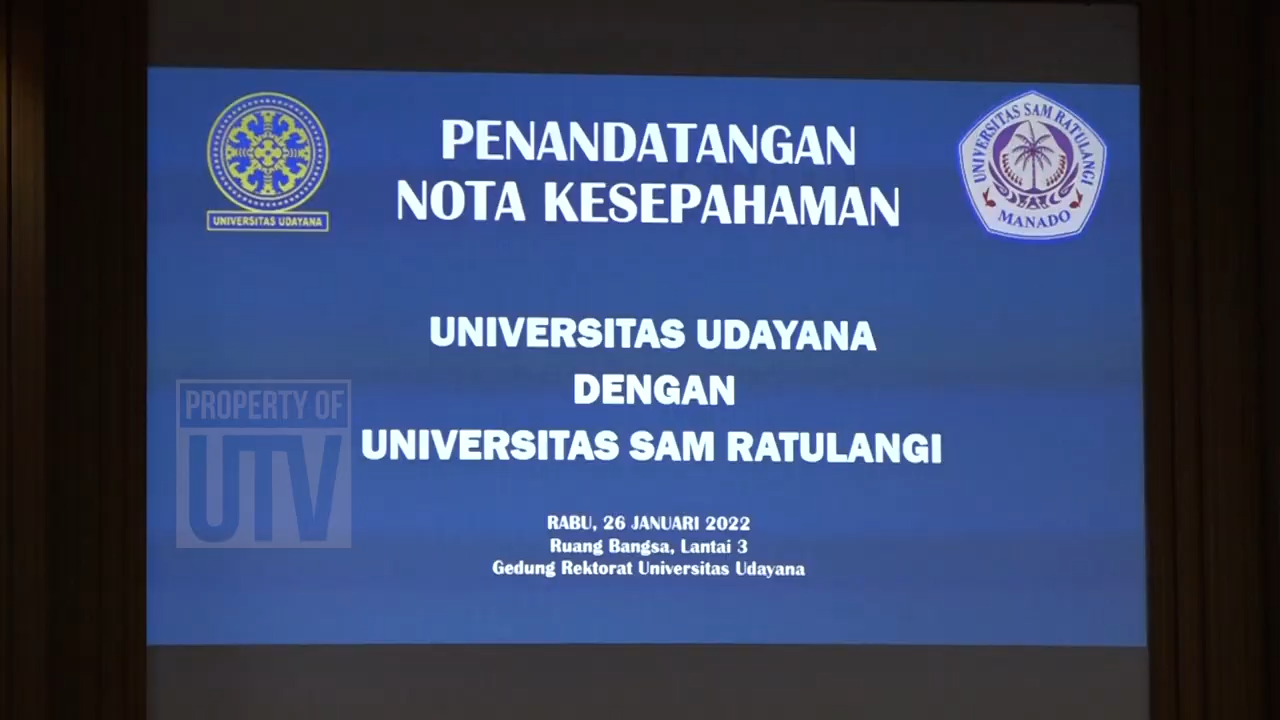 PENANDATANGAN
NOTA KESEPAHAMAN
UNIVERSITAS UDAYANA
UNIVERSITAS SAM RATULANGI
MANADO
UNIVERSITAS UDAYANA
DENGAN
UNIVERSITAS SAM RATULANGI
PROPERTY OF
UTV
RABU, 26 JANUARI 2022
Ruang Bangsa, Lantai 3
Gedung Rektorat Universitas Udayana